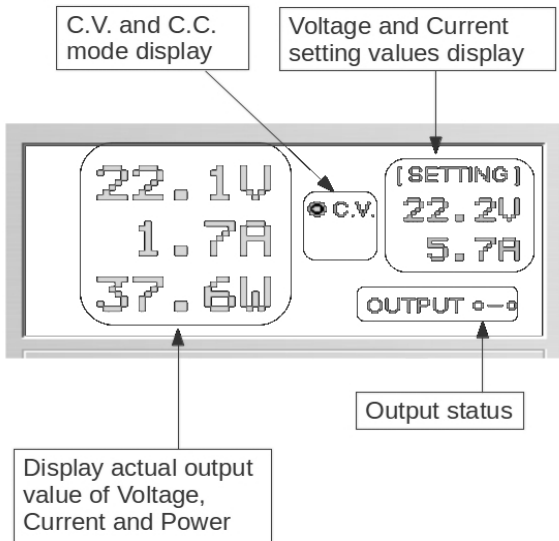 C.V. and C.C.
mode display
Voltage and Current
setting values display
22.1V
1.7A
37.6W
C.V.
[SETTING]
22.2V
5.7A
OUTPUT
Output status
Display actual output
value of Voltage,
Current and Power